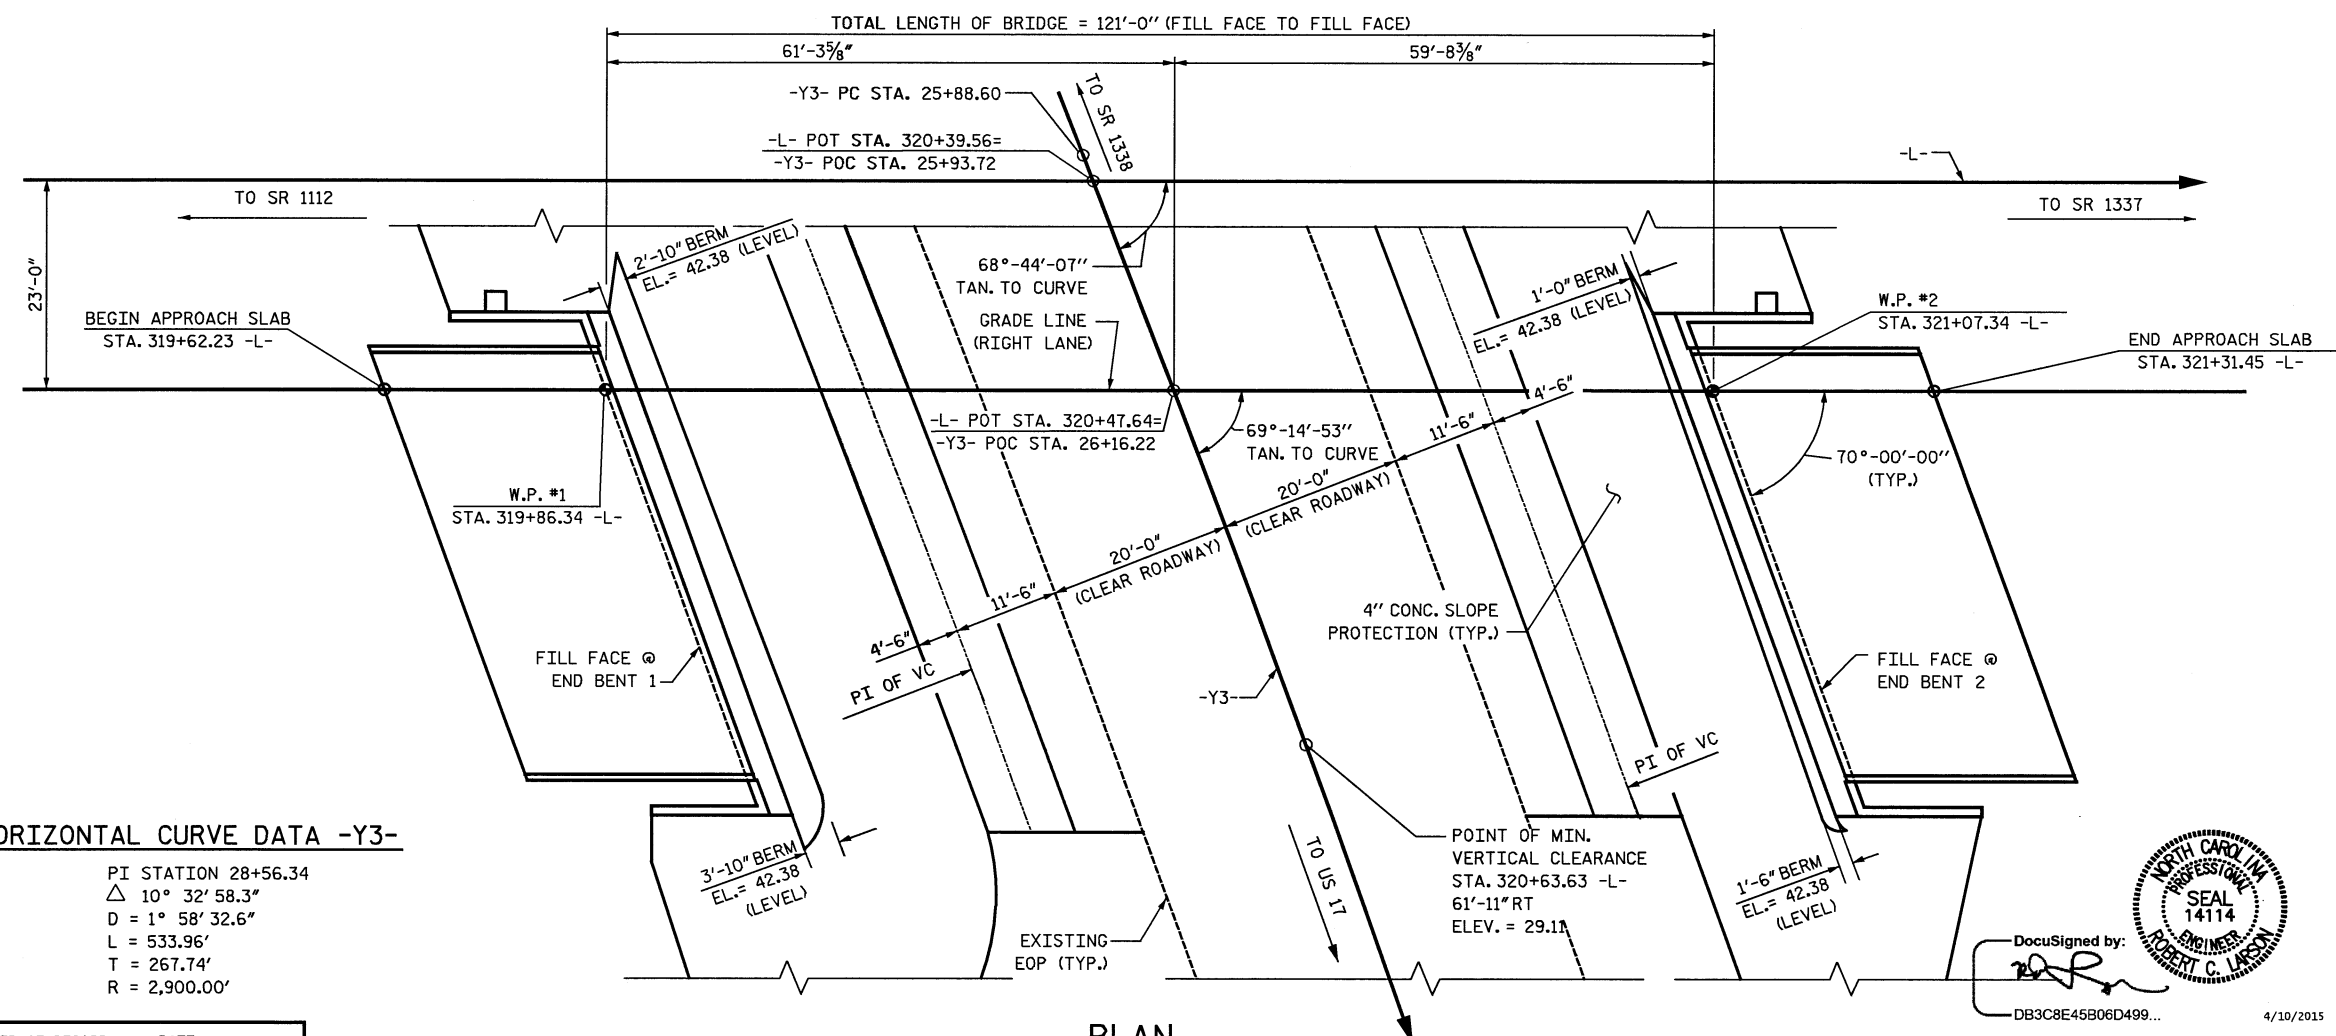 TOTAL LENGTH OF BRIDGE = 121'-0" (FILL FACE TO FILL FACE)
61'-3⅝"
59'-8⅜"
-Y3- PC STA. 25+88.60
TO SR 1338
-L- POT STA. 320+39.56=
-Y3- POC STA. 25+93.72
-L-
TO SR 1112
TO SR 1337
23'-0"
2'-10" BERM
EL.= 42.38 (LEVEL)
68°-44'-07"
TAN. TO CURVE
1'-0" BERM
EL.= 42.38 (LEVEL)
W.P. #2
STA. 321+07.34 -L-
BEGIN APPROACH SLAB
STA. 319+62.23 -L-
GRADE LINE
(RIGHT LANE)
END APPROACH SLAB
STA. 321+31.45 -L-
-L- POT STA. 320+47.64=
-Y3- POC STA. 26+16.22
69°-14'-53"
TAN. TO CURVE
4'-6"
11'-6"
20'-0"
(CLEAR ROADWAY)
70°-00'-00"
(TYP.)
W.P. #1
STA. 319+86.34 -L-
20'-0"
(CLEAR ROADWAY)
11'-6"
4'-6"
4" CONC. SLOPE
PROTECTION (TYP.)
FILL FACE @
END BENT 1
PI OF VC
-Y3-
FILL FACE @
END BENT 2
PI OF VC
ORIZONTAL CURVE DATA -Y3-
PI STATION 28+56.34
△ 10° 32' 58.3"
D = 1° 58' 32.6"
L = 533.96'
T = 267.74'
R = 2,900.00'
3'-10" BERM
EL.= 42.38
(LEVEL)
TO US 17
POINT OF MIN.
VERTICAL CLEARANCE
STA. 320+63.63 -L-
61'-11" RT
ELEV. = 29.11
1'-6" BERM
EL.= 42.38
(LEVEL)
EXISTING
EOP (TYP.)
NORTH CAROLINA
PROFESSIONAL
SEAL
14114
ENGINEER
ROBERT C. LARSON
DocuSigned by:
DB3C8E45B06D499...
4/10/2015
PLAN